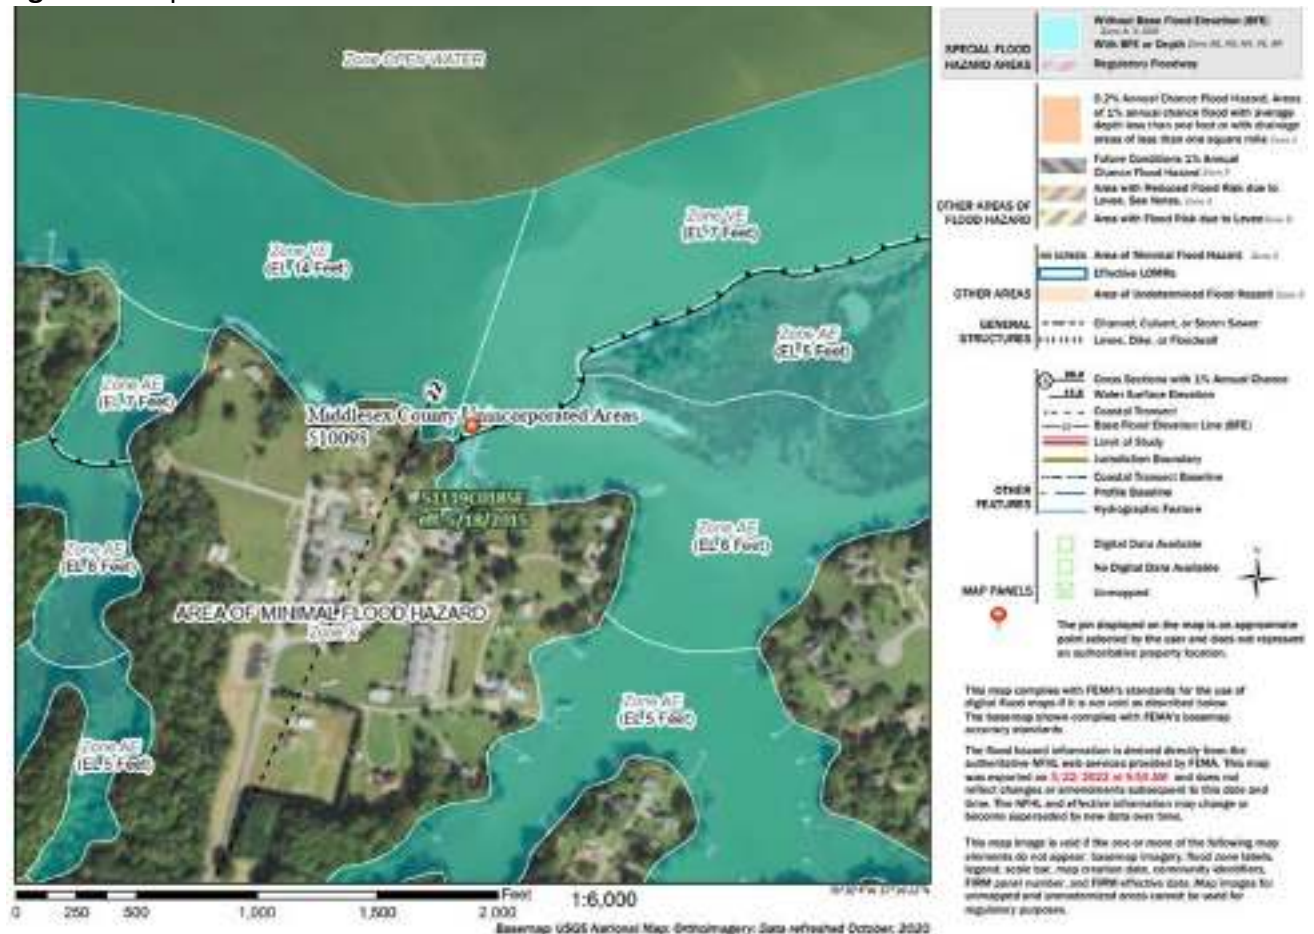 Zone OPEN WATER
Zone VE
(EL 7 Feet)
Zone VE
(EL 14 Feet)
Zone AE
(EL 5 Feet)
Zone AE
(EL 7 Feet)
Middlesex County Unincorporated Areas
510098
51119C0185E
eff. 5/18/2015
Zone AE
(EL 6 Feet)
Zone AE
(EL 6 Feet)
AREA OF MINIMAL FLOOD HAZARD
Zone X
Zone AE
(EL 5 Feet)
Zone AE
(EL 5 Feet)
0 250 500 1,000 1,500 2,000
Feet
1:6,000
Basemap: USGS National Map: Orthoimagery: Data refreshed October, 2020
SPECIAL FLOOD
HAZARD AREAS
Without Base Flood Elevation (BFE)
With BFE or Depth
Regulatory Floodway
OTHER AREAS OF
FLOOD HAZARD
0.2% Annual Chance Flood Hazard, Areas
of 1% annual chance flood with average
depth less than one foot or with drainage
areas of less than one square mile
Future Conditions 1% Annual
Chance Flood Hazard
Area with Reduced Flood Risk due to
Levee. See Notes.
Area with Flood Risk due to Levee
OTHER AREAS
NO SCREEN Area of Minimal Flood Hazard
Effective LOMRs
Area of Undetermined Flood Hazard
GENERAL
STRUCTURES
Channel, Culvert, or Storm Sewer
Levee, Dike, or Floodwall
OTHER
FEATURES
Cross Sections with 1% Annual Chance
Water Surface Elevation
Coastal Transect
Base Flood Elevation Line (BFE)
Limit of Study
Jurisdiction Boundary
Coastal Transect Baseline
Profile Baseline
Hydrographic Feature
MAP PANELS
Digital Data Available
No Digital Data Available
Unmapped
The pin displayed on the map is an approximate
point selected by the user and does not represent
an authoritative property location.
This map complies with FEMA's standards for the use of
digital flood maps if it is not void as described below.
The basemap shown complies with FEMA's basemap
accuracy standards
The flood hazard information is derived directly from the
authoritative NFHL web services provided by FEMA. This map
was exported on and does not
reflect changes or amendments subsequent to this date and
time. The NFHL and effective information may change or
become superseded by new data over time.
This map image is void if the one or more of the following map
elements do not appear: basemap imagery, flood zone labels,
legend, scale bar, map creation date, community identifiers,
FIRM panel number, and FIRM effective date. Map images for
unmapped and unmodernized areas cannot be used for
regulatory purposes.